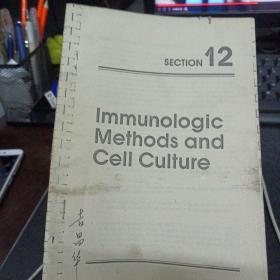 SECTION 12
Immunologic
Methods and
Cell Culture